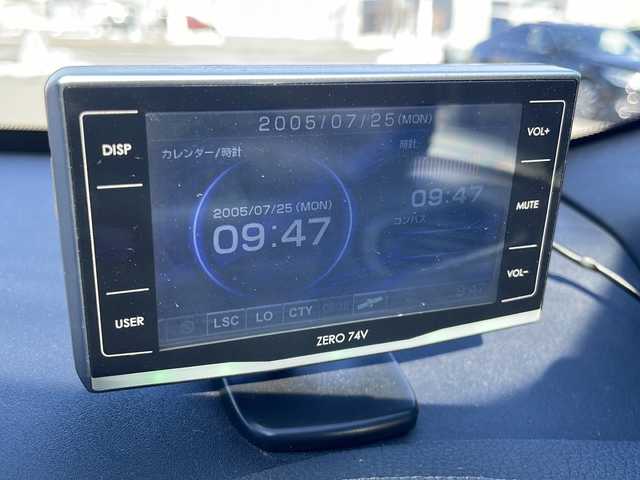 2005/07/25(MON)
DISP
カレンダー/時計
時計
VOL+
2005/07/25(MON)
09:47
09:47
コンパス
MUTE
VOL-
USER
LSC LO CTY
ZERO 74V